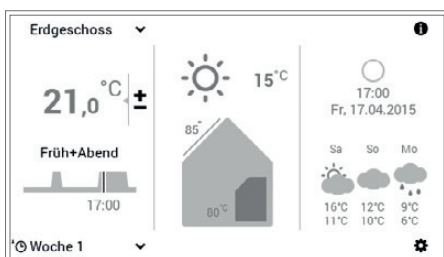 Erdgeschoss
21,0 °C ±
Früh+Abend
17:00
Woche 1
15°C
85°
80°C
17:00
Fr, 17.04.2015
Sa So Mo
16°C 12°C 9°C
11°C 10°C 6°C